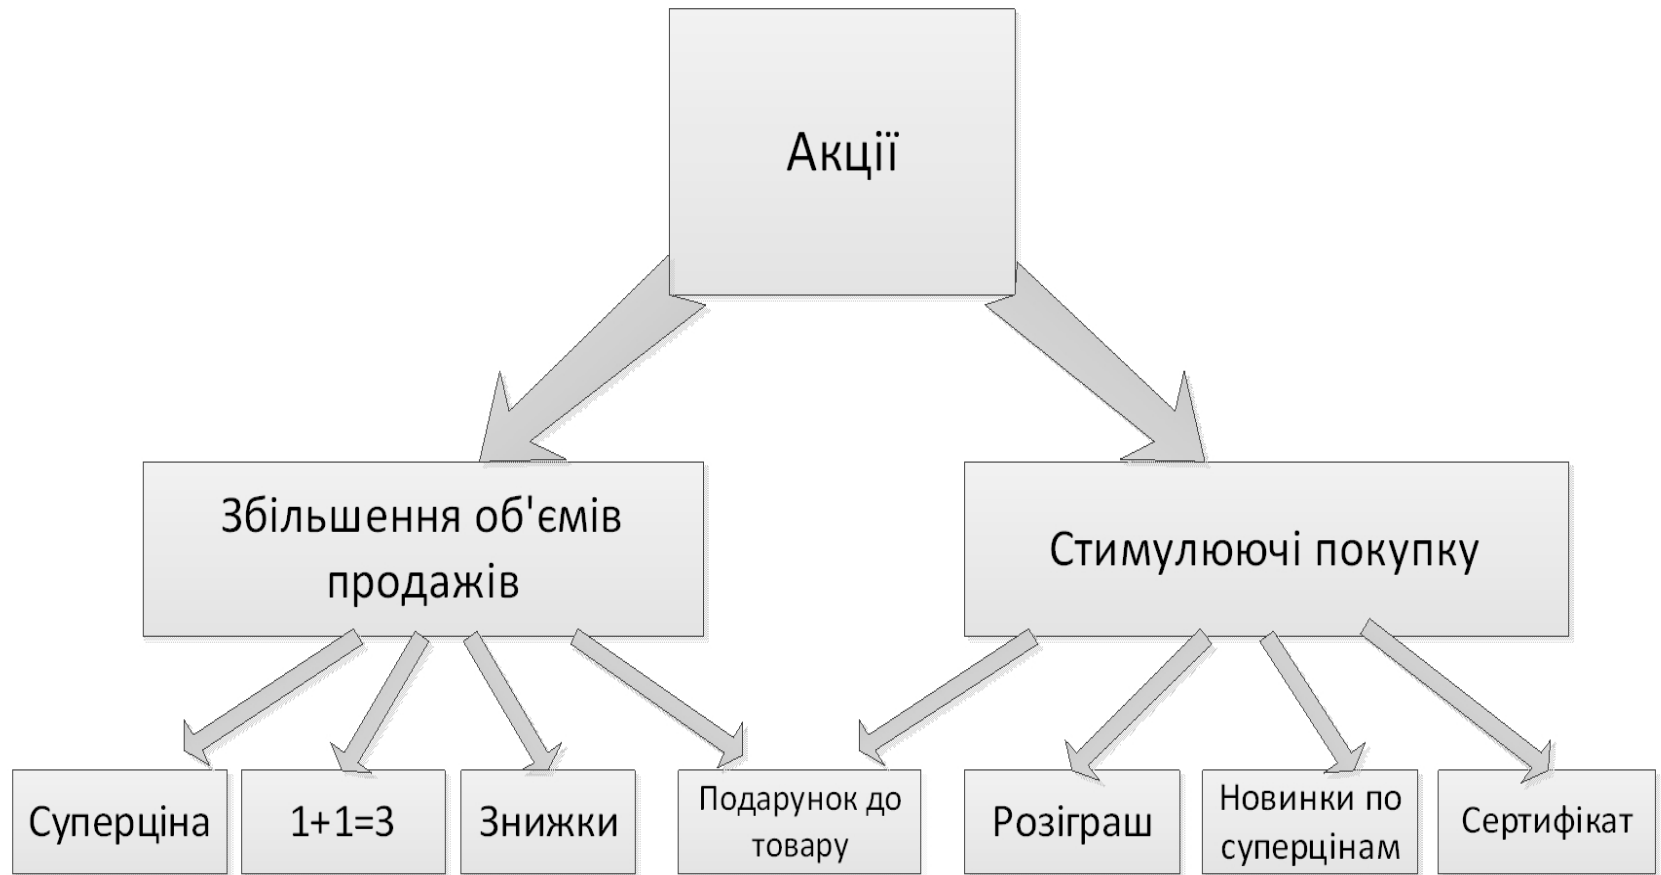 Акції
Збільшення об'ємів
продажів
Стимулюючі покупку
Суперціна
1+1=3
Знижки
Подарунок до
товару
Розіграш
Новинки по
суперцінам
Сертифікат